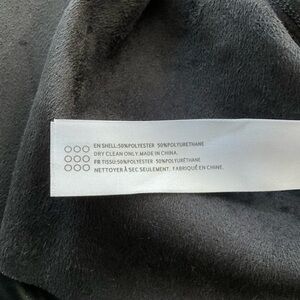 EN SHELL:50%POLYESTER 50%POLYURETHANE
DRY CLEAN ONLY.MADE IN CHINA.
FR TISSU:50%POLYESTER 50%POLYURÉTHANE
NETTOYER À SEC SEULEMENT. FABRIQUÉ EN CHINE.